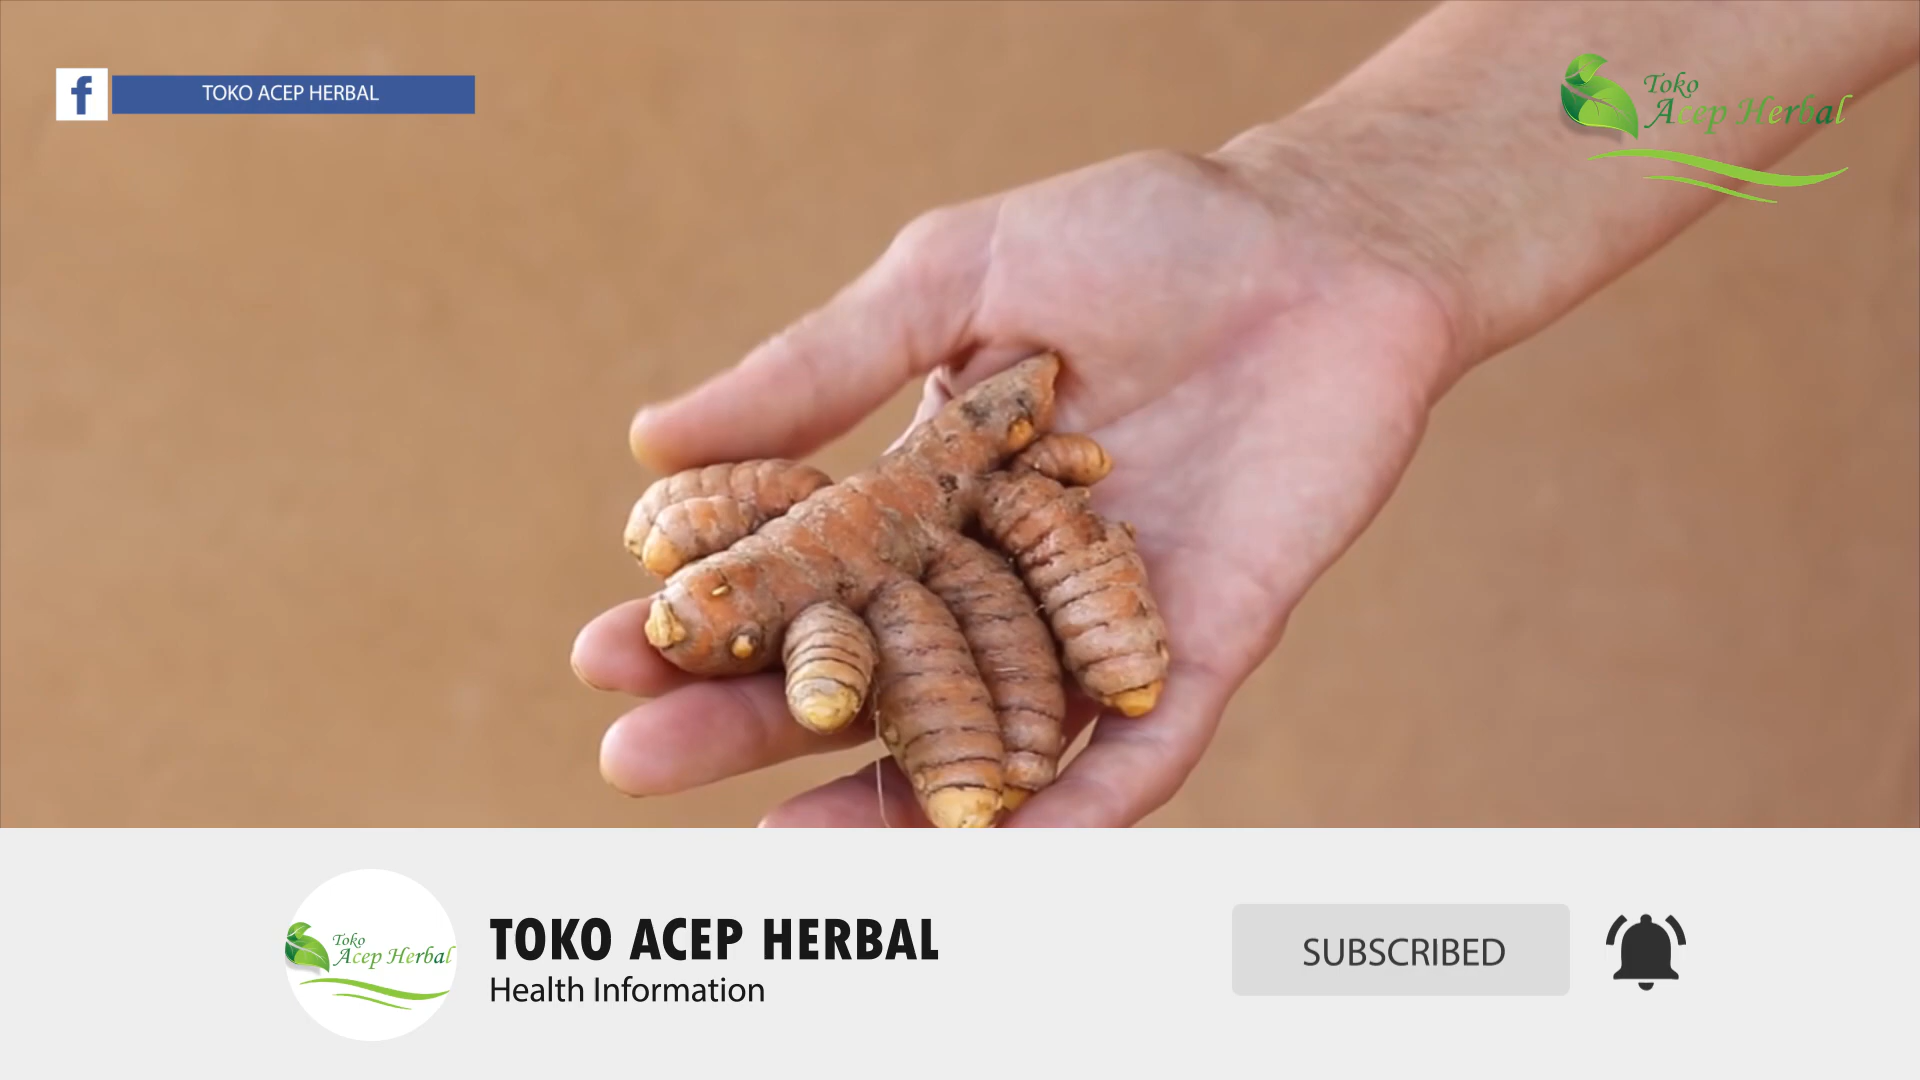 f
TOKO ACEP HERBAL
Toko
Acep Herbal
Toko
Acep Herbal
TOKO ACEP HERBAL
Health Information
SUBSCRIBED